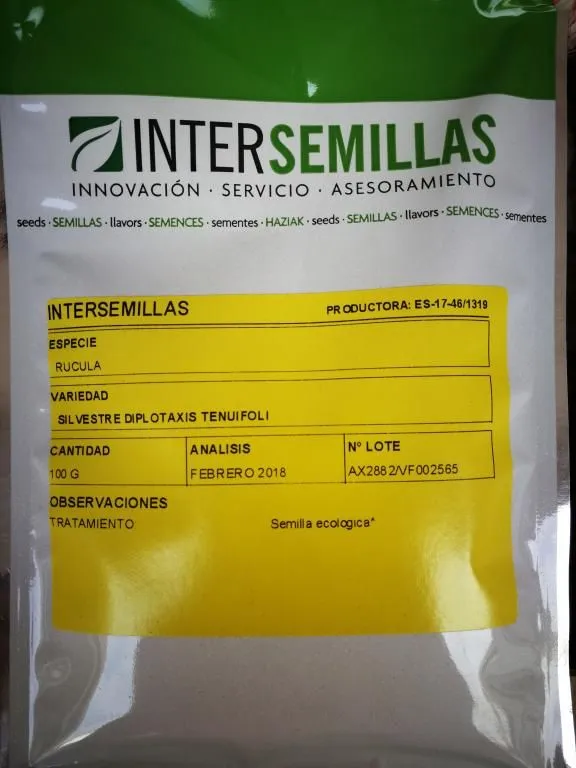 INTERSEMILLAS
INNOVACIÓN · SERVICIO · ASESORAMIENTO
seeds · SEMILLAS · llavors · SEMENCES · sementes · HAZIAK · seeds · SEMILLAS · llavors · SEMENCES · sementes
INTERSEMILLAS PRODUCTORA: ES-17-46/1319
ESPECIE
RUCULA
VARIEDAD
SILVESTRE DIPLOTAXIS TENUIFOLI
CANTIDAD ANALISIS Nº LOTE
100 G FEBRERO 2018 AX2882/VF002565
OBSERVACIONES
TRATAMIENTO Semilla ecologica*